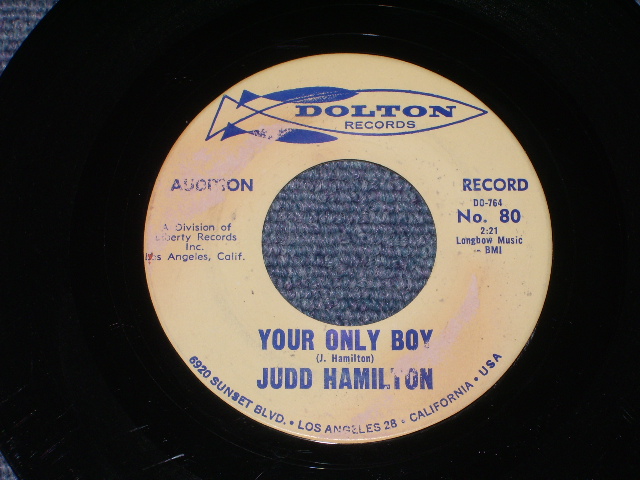 DOLTON
RECORDS
AUDITION
RECORD
DO-764
No. 80
2:21
Longbow Music
BMI
A Division of
Liberty Records
Inc.
Los Angeles, Calif.
YOUR ONLY BOY
(J. Hamilton)
JUDD HAMILTON
6920 SUNSET BLVD. • LOS ANGELES 28 • CALIFORNIA • USA